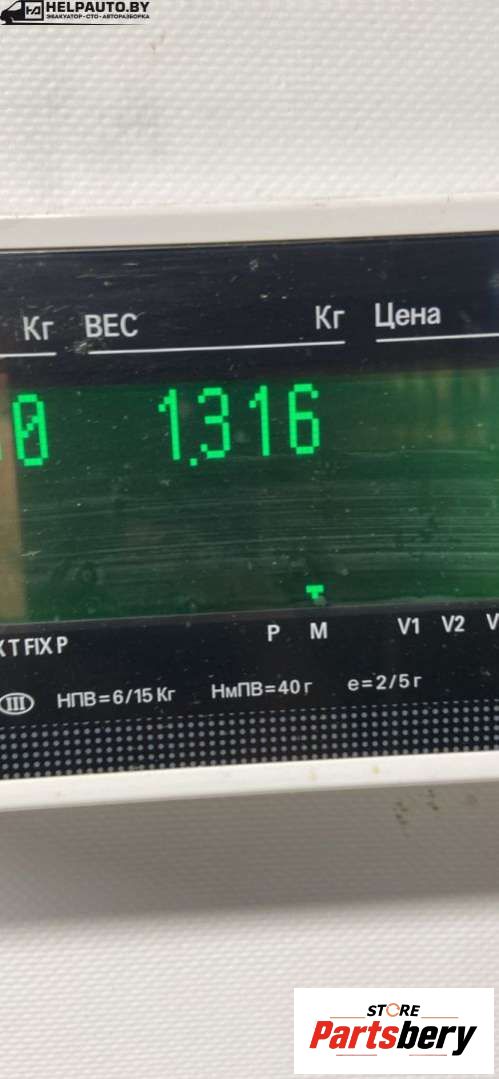 HELPAUTO.BY
ЭВАКУАТОР-СТО-АВТОРАЗБОРКА
Кг ВЕС Кг Цена
0 1.316
T FIX P P M V1 V2 V
III НПВ=6/15 Кг НмПВ=40 г e=2/5 г
STORE
Partsbery